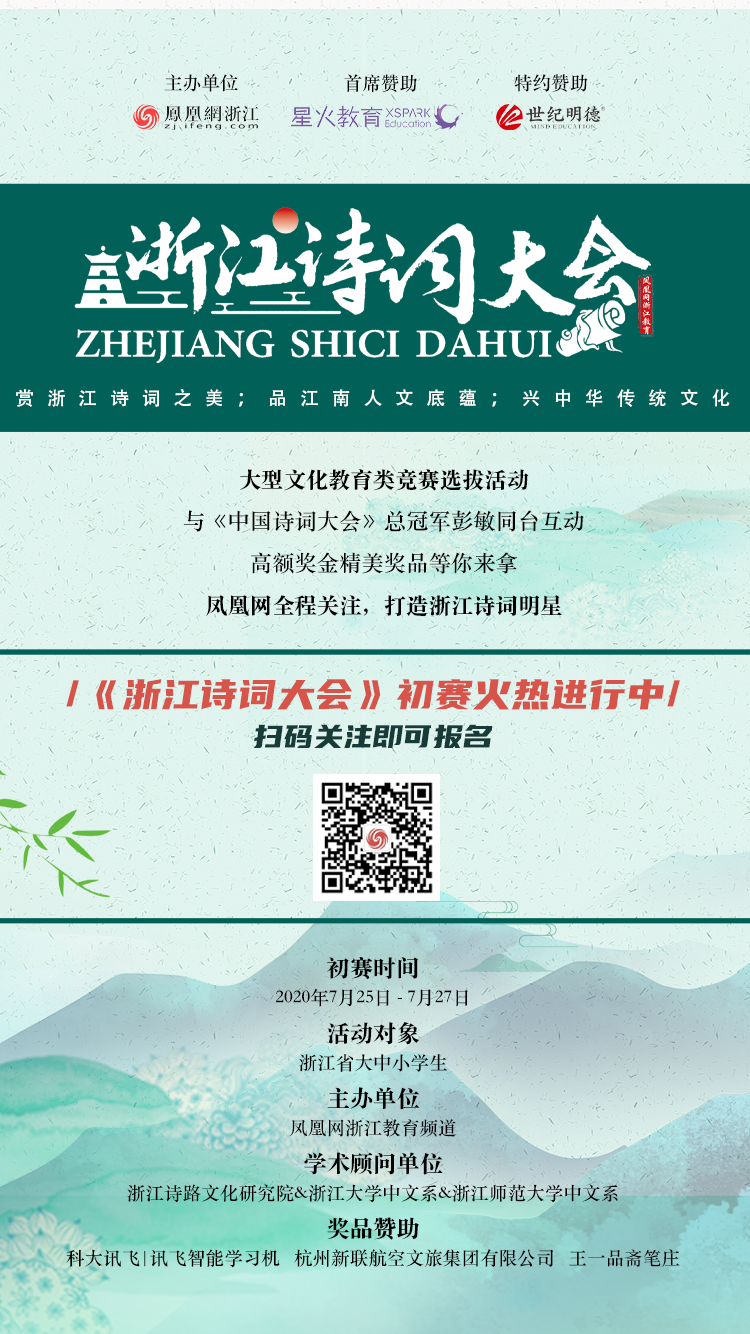 主办单位 首席赞助 特约赞助
鳳凰網浙江 星火教育 XSPARK Education 世纪明德
zj.ifeng.com MIND EDUCATION
浙江诗词大会
凤凰网浙江教育
ZHEJIANG SHICI DAHUI
赏浙江诗词之美；品江南人文底蕴；兴中华传统文化
大型文化教育类竞赛选拔活动
与《中国诗词大会》总冠军彭敏同台互动
高额奖金精美奖品等你来拿
凤凰网全程关注，打造浙江诗词明星
/《浙江诗词大会》初赛火热进行中/
扫码关注即可报名
初赛时间
2020年7月25日 - 7月27日
活动对象
浙江省大中小学生
主办单位
凤凰网浙江教育频道
学术顾问单位
浙江诗路文化研究院&浙江大学中文系&浙江师范大学中文系
奖品赞助
科大讯飞|讯飞智能学习机 杭州新联航空文旅集团有限公司 王一品斋笔庄